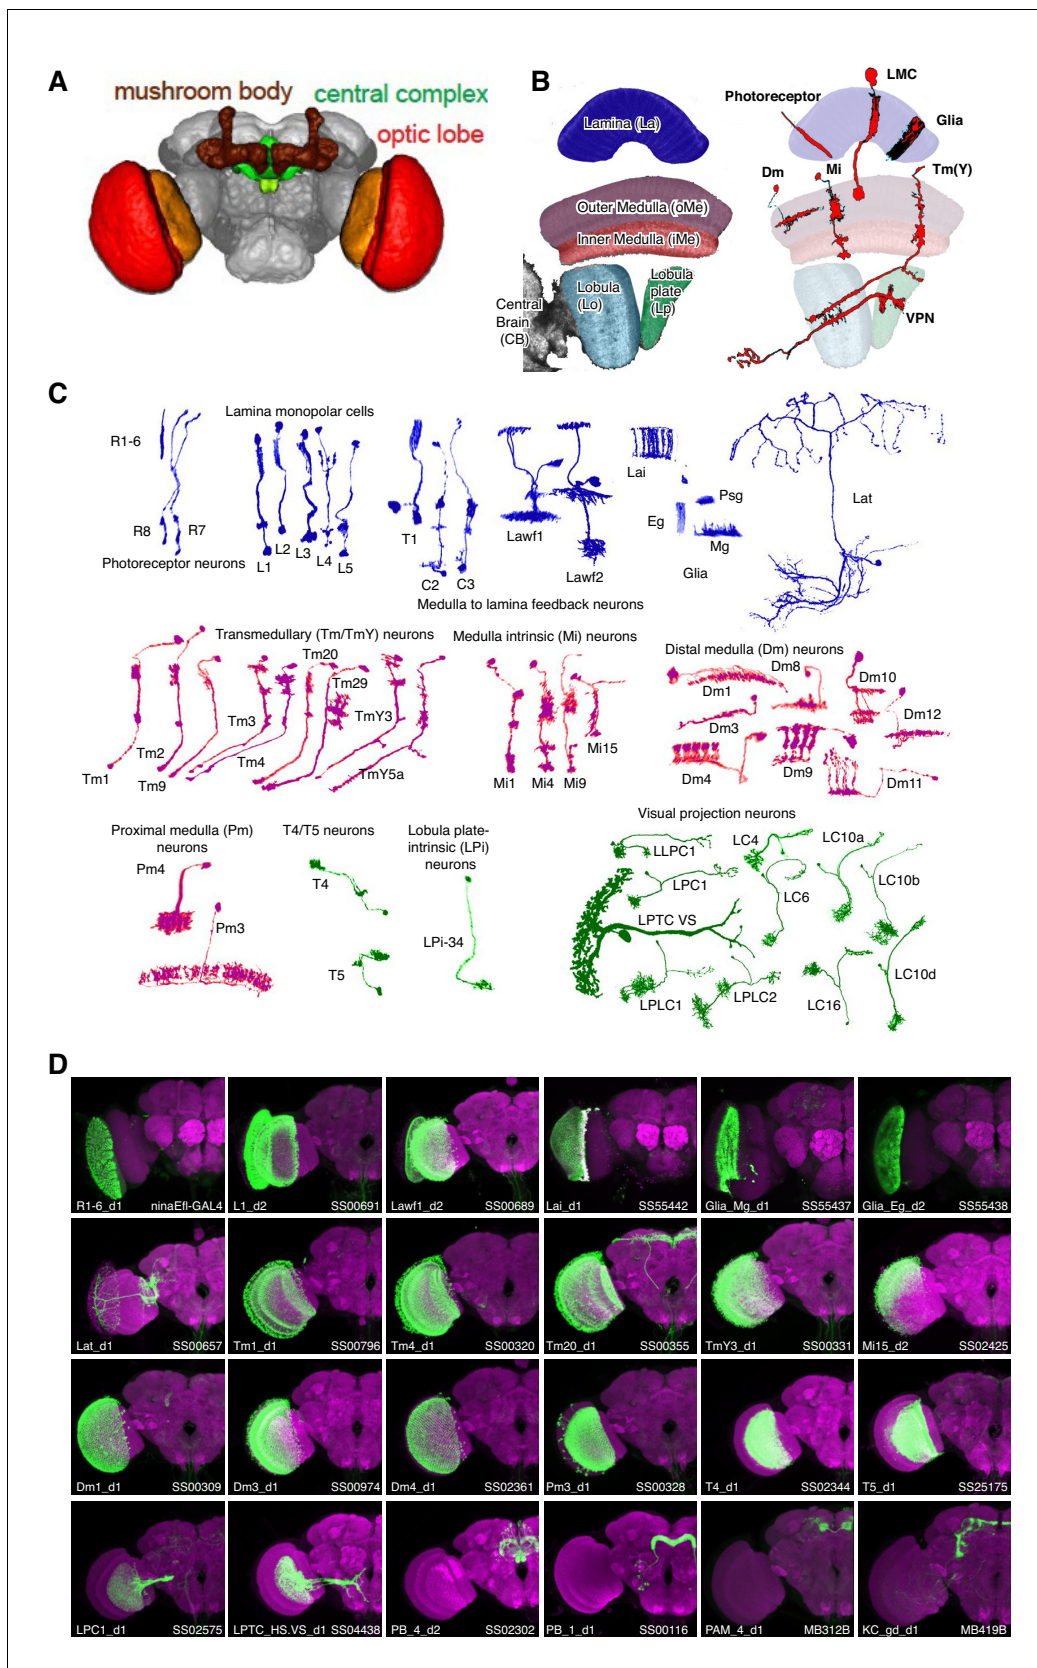 A
mushroom body
central complex
optic lobe
B
Lamina (La)
Outer Medulla (oMe)
Inner Medulla (iMe)
Lobula
(Lo)
Lobula
plate
(Lp)
Central
Brain
(CB)
LMC
Photoreceptor
Glia
Dm
Mi
Tm(Y)
VPN
C
R1-6
R8
R7
Photoreceptor neurons
Lamina monopolar cells
L1
L2
L3
L4
L5
T1
C2
C3
Lawf1
Lawf2
Medulla to lamina feedback neurons
Lai
Eg
Psg
Mg
Glia
Lat
Transmedullary (Tm/TmY) neurons
Tm1
Tm2
Tm9
Tm3
Tm4
Tm20
Tm29
TmY3
TmY5a
Medulla intrinsic (Mi) neurons
Mi1
Mi4
Mi9
Mi15
Distal medulla (Dm) neurons
Dm8
Dm1
Dm10
Dm3
Dm12
Dm4
Dm9
Dm11
Proximal medulla (Pm)
neurons
Pm4
Pm3
T4/T5 neurons
T4
T5
Lobula plate-
intrinsic (LPi)
neurons
LPi-34
Visual projection neurons
LLPC1
LC4
LC10a
LPC1
LC6
LC10b
LPTC VS
LPLC1
LPLC2
LC16
LC10d
D
R1-6_d1 ninaEfl-GAL4
L1_d2 SS00691
Lawf1_d2 SS00689
Lai_d1 SS55442
Glia_Mg_d1 SS55437
Glia_Eg_d2 SS55438
Lat_d1 SS00657
Tm1_d1 SS00796
Tm4_d1 SS00320
Tm20_d1 SS00355
TmY3_d1 SS00331
Mi15_d2 SS02425
Dm1_d1 SS00309
Dm3_d1 SS00974
Dm4_d1 SS02361
Pm3_d1 SS00328
T4_d1 SS02344
T5_d1 SS25175
LPC1_d1 SS02575
LPTC_HS.VS_d1 SS04438
PB_4_d2 SS02302
PB_1_d1 SS00116
PAM_4_d1 MB312B
KC_gd_d1 MB419B